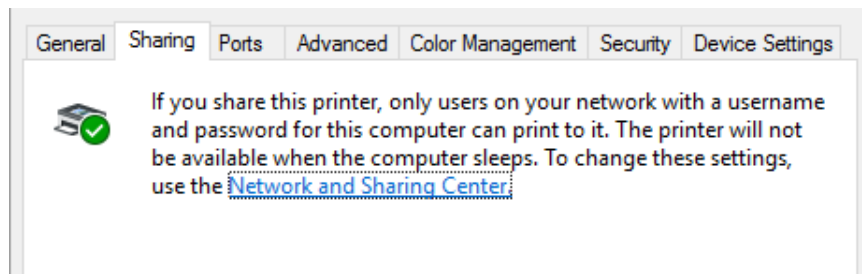 General Sharing Ports Advanced Color Management Security Device Settings
If you share this printer, only users on your network with a username
and password for this computer can print to it. The printer will not
be available when the computer sleeps. To change these settings,
use the Network and Sharing Center.